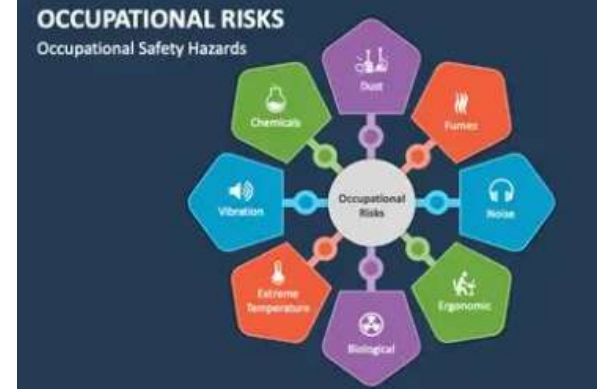 OCCUPATIONAL RISKS
Occupational Safety Hazards
Dust
Chemicals
Fumes
Vibration
Occupational
Risks
Noise
Extreme
Temperature
Ergonomic
Biological